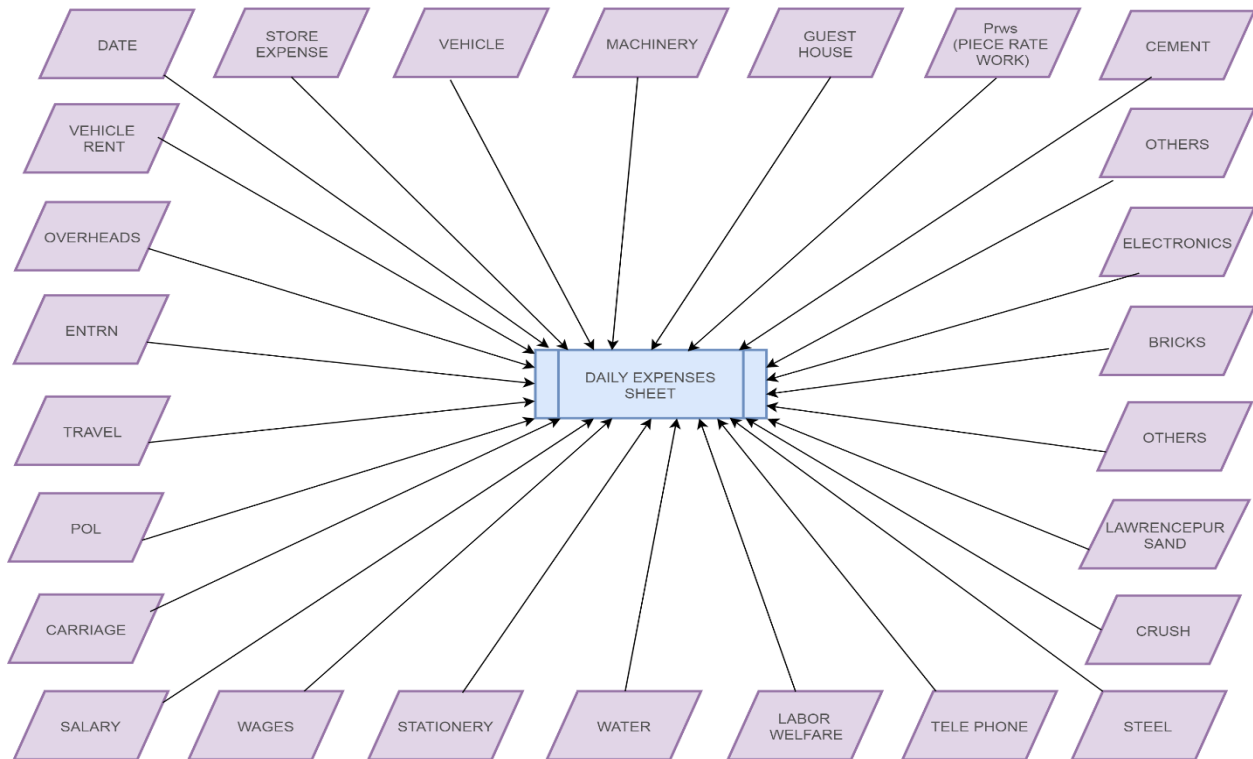 DATE
STORE
EXPENSE
VEHICLE
MACHINERY
GUEST
HOUSE
Prws
(PIECE RATE
WORK)
CEMENT
VEHICLE
RENT
OTHERS
OVERHEADS
ELECTRONICS
ENTRN
BRICKS
DAILY EXPENSES
SHEET
TRAVEL
OTHERS
POL
LAWRENCEPUR
SAND
CARRIAGE
CRUSH
SALARY
WAGES
STATIONERY
WATER
LABOR
WELFARE
TELE PHONE
STEEL